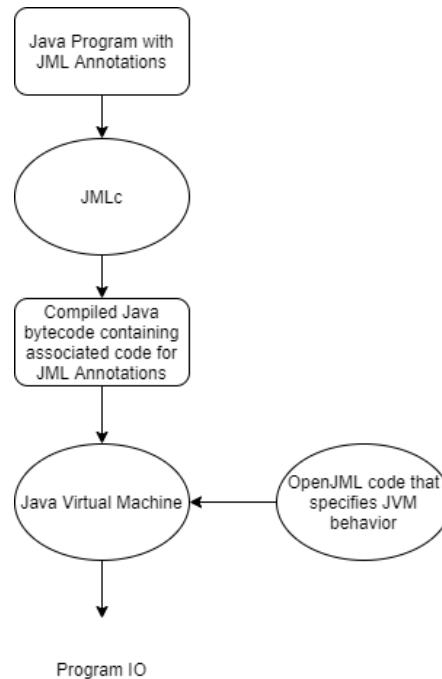 Java Program with
JML Annotations
JMLc
Compiled Java
bytecode containing
associated code for
JML Annotations
Java Virtual Machine
OpenJML code that
specifies JVM
behavior
Program IO